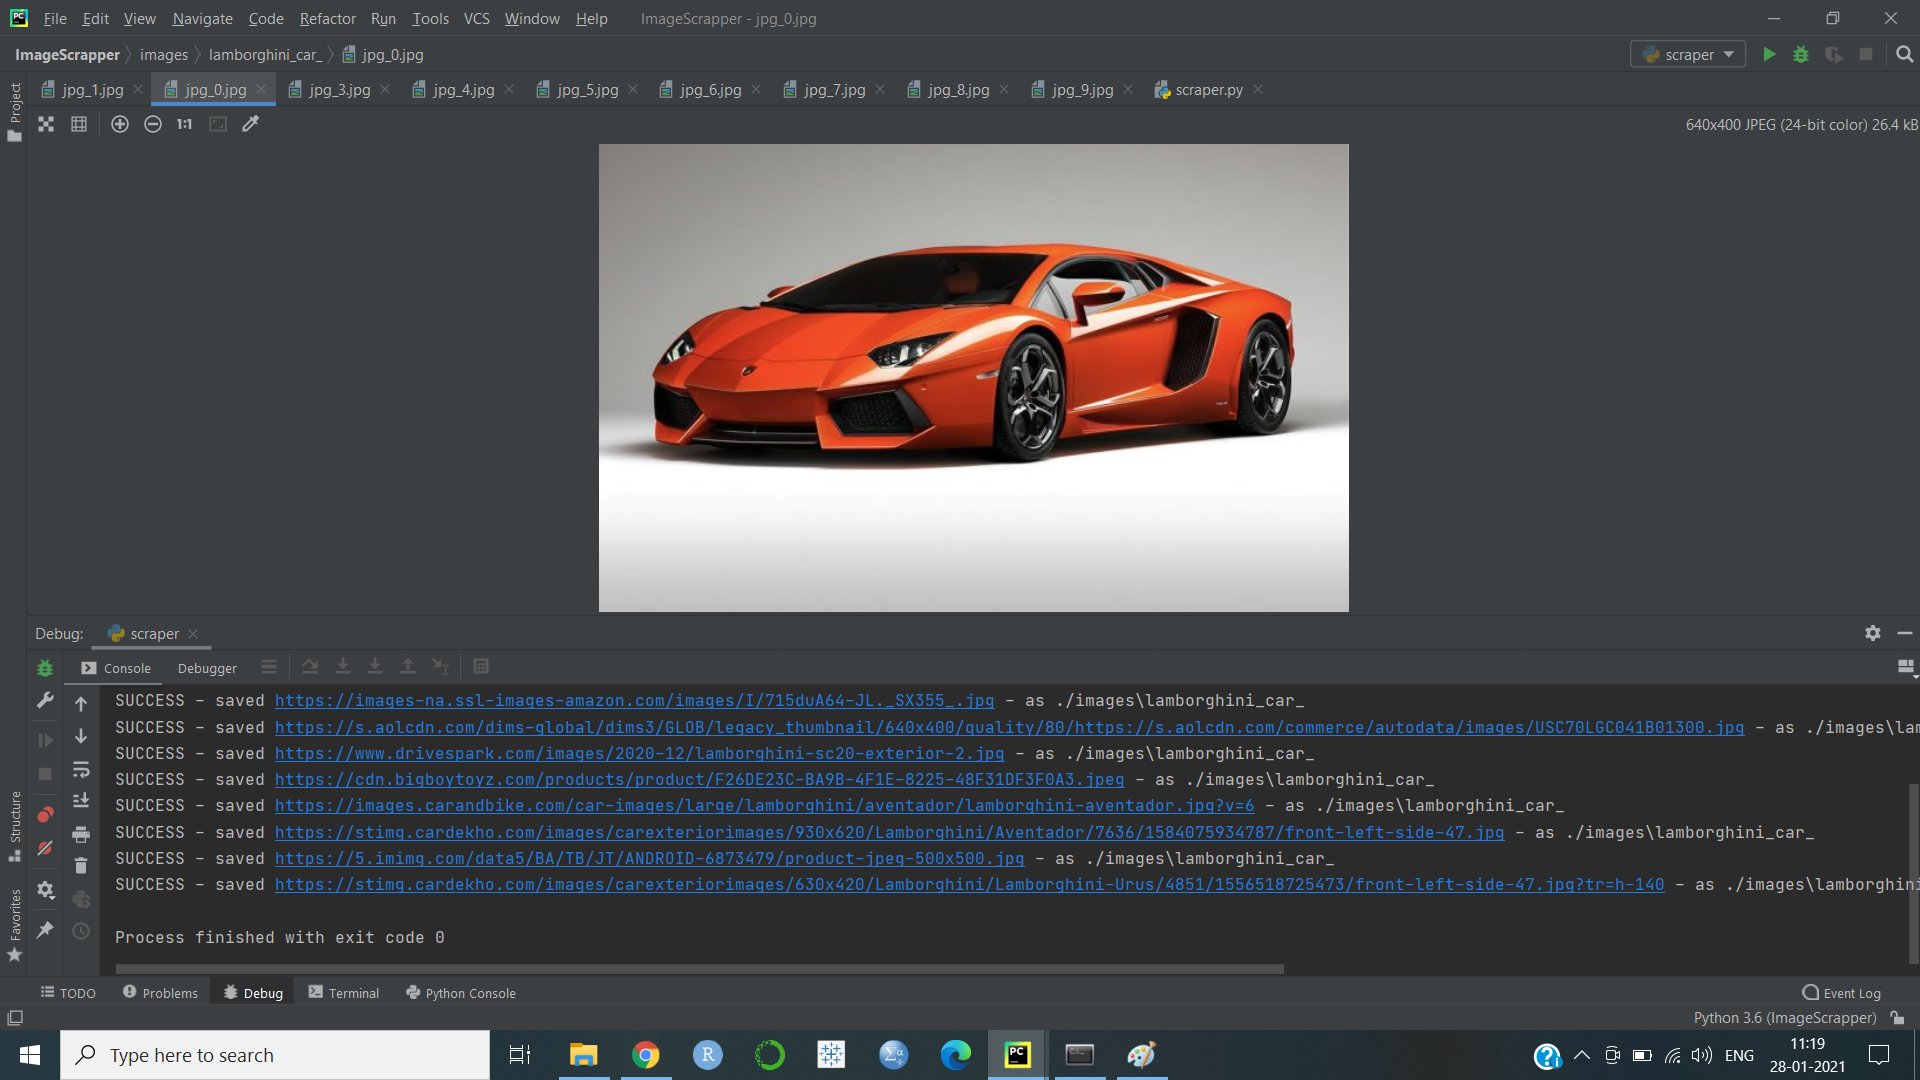 PC File Edit View Navigate Code Refactor Run Tools VCS Window Help ImageScrapper - jpg_0.jpg
ImageScrapper images lamborghini_car_ jpg_0.jpg scraper
jpg_1.jpg jpg_0.jpg jpg_3.jpg jpg_4.jpg jpg_5.jpg jpg_6.jpg jpg_7.jpg jpg_8.jpg jpg_9.jpg scraper.py
Project
1:1 640x400 JPEG (24-bit color) 26.4 kB
Debug: scraper
Console Debugger
SUCCESS - saved https://images-na.ssl-images-amazon.com/images/I/715duA64-JL._SX355_.jpg - as ./images\lamborghini_car_
SUCCESS - saved https://s.aolcdn.com/dims-global/dims3/GLOB/legacy_thumbnail/640x400/quality/80/https://s.aolcdn.com/commerce/autodata/images/USC70LGC041B01300.jpg - as ./images\lam
SUCCESS - saved https://www.drivespark.com/images/2020-12/lamborghini-sc20-exterior-2.jpg - as ./images\lamborghini_car_
SUCCESS - saved https://cdn.bigboytoyz.com/products/product/F26DE23C-BA9B-4F1E-8225-48F31DF3F0A3.jpeg - as ./images\lamborghini_car_
SUCCESS - saved https://images.carandbike.com/car-images/large/lamborghini/aventador/lamborghini-aventador.jpg?v=6 - as ./images\lamborghini_car_
SUCCESS - saved https://stimg.cardekho.com/images/carexteriorimages/930x620/Lamborghini/Aventador/7636/1584075934787/front-left-side-47.jpg - as ./images\lamborghini_car_
SUCCESS - saved https://5.imimg.com/data5/BA/TB/JT/ANDROID-6873479/product-jpeg-500x500.jpg - as ./images\lamborghini_car_
SUCCESS - saved https://stimg.cardekho.com/images/carexteriorimages/630x420/Lamborghini/Lamborghini-Urus/4851/1556518725473/front-left-side-47.jpg?tr=h-140 - as ./images\lamborghini
Process finished with exit code 0
Structure
Favorites
TODO Problems Debug Terminal Python Console Event Log
Python 3.6 (ImageScrapper)
Type here to search R Σα PC ENG
11:19
28-01-2021